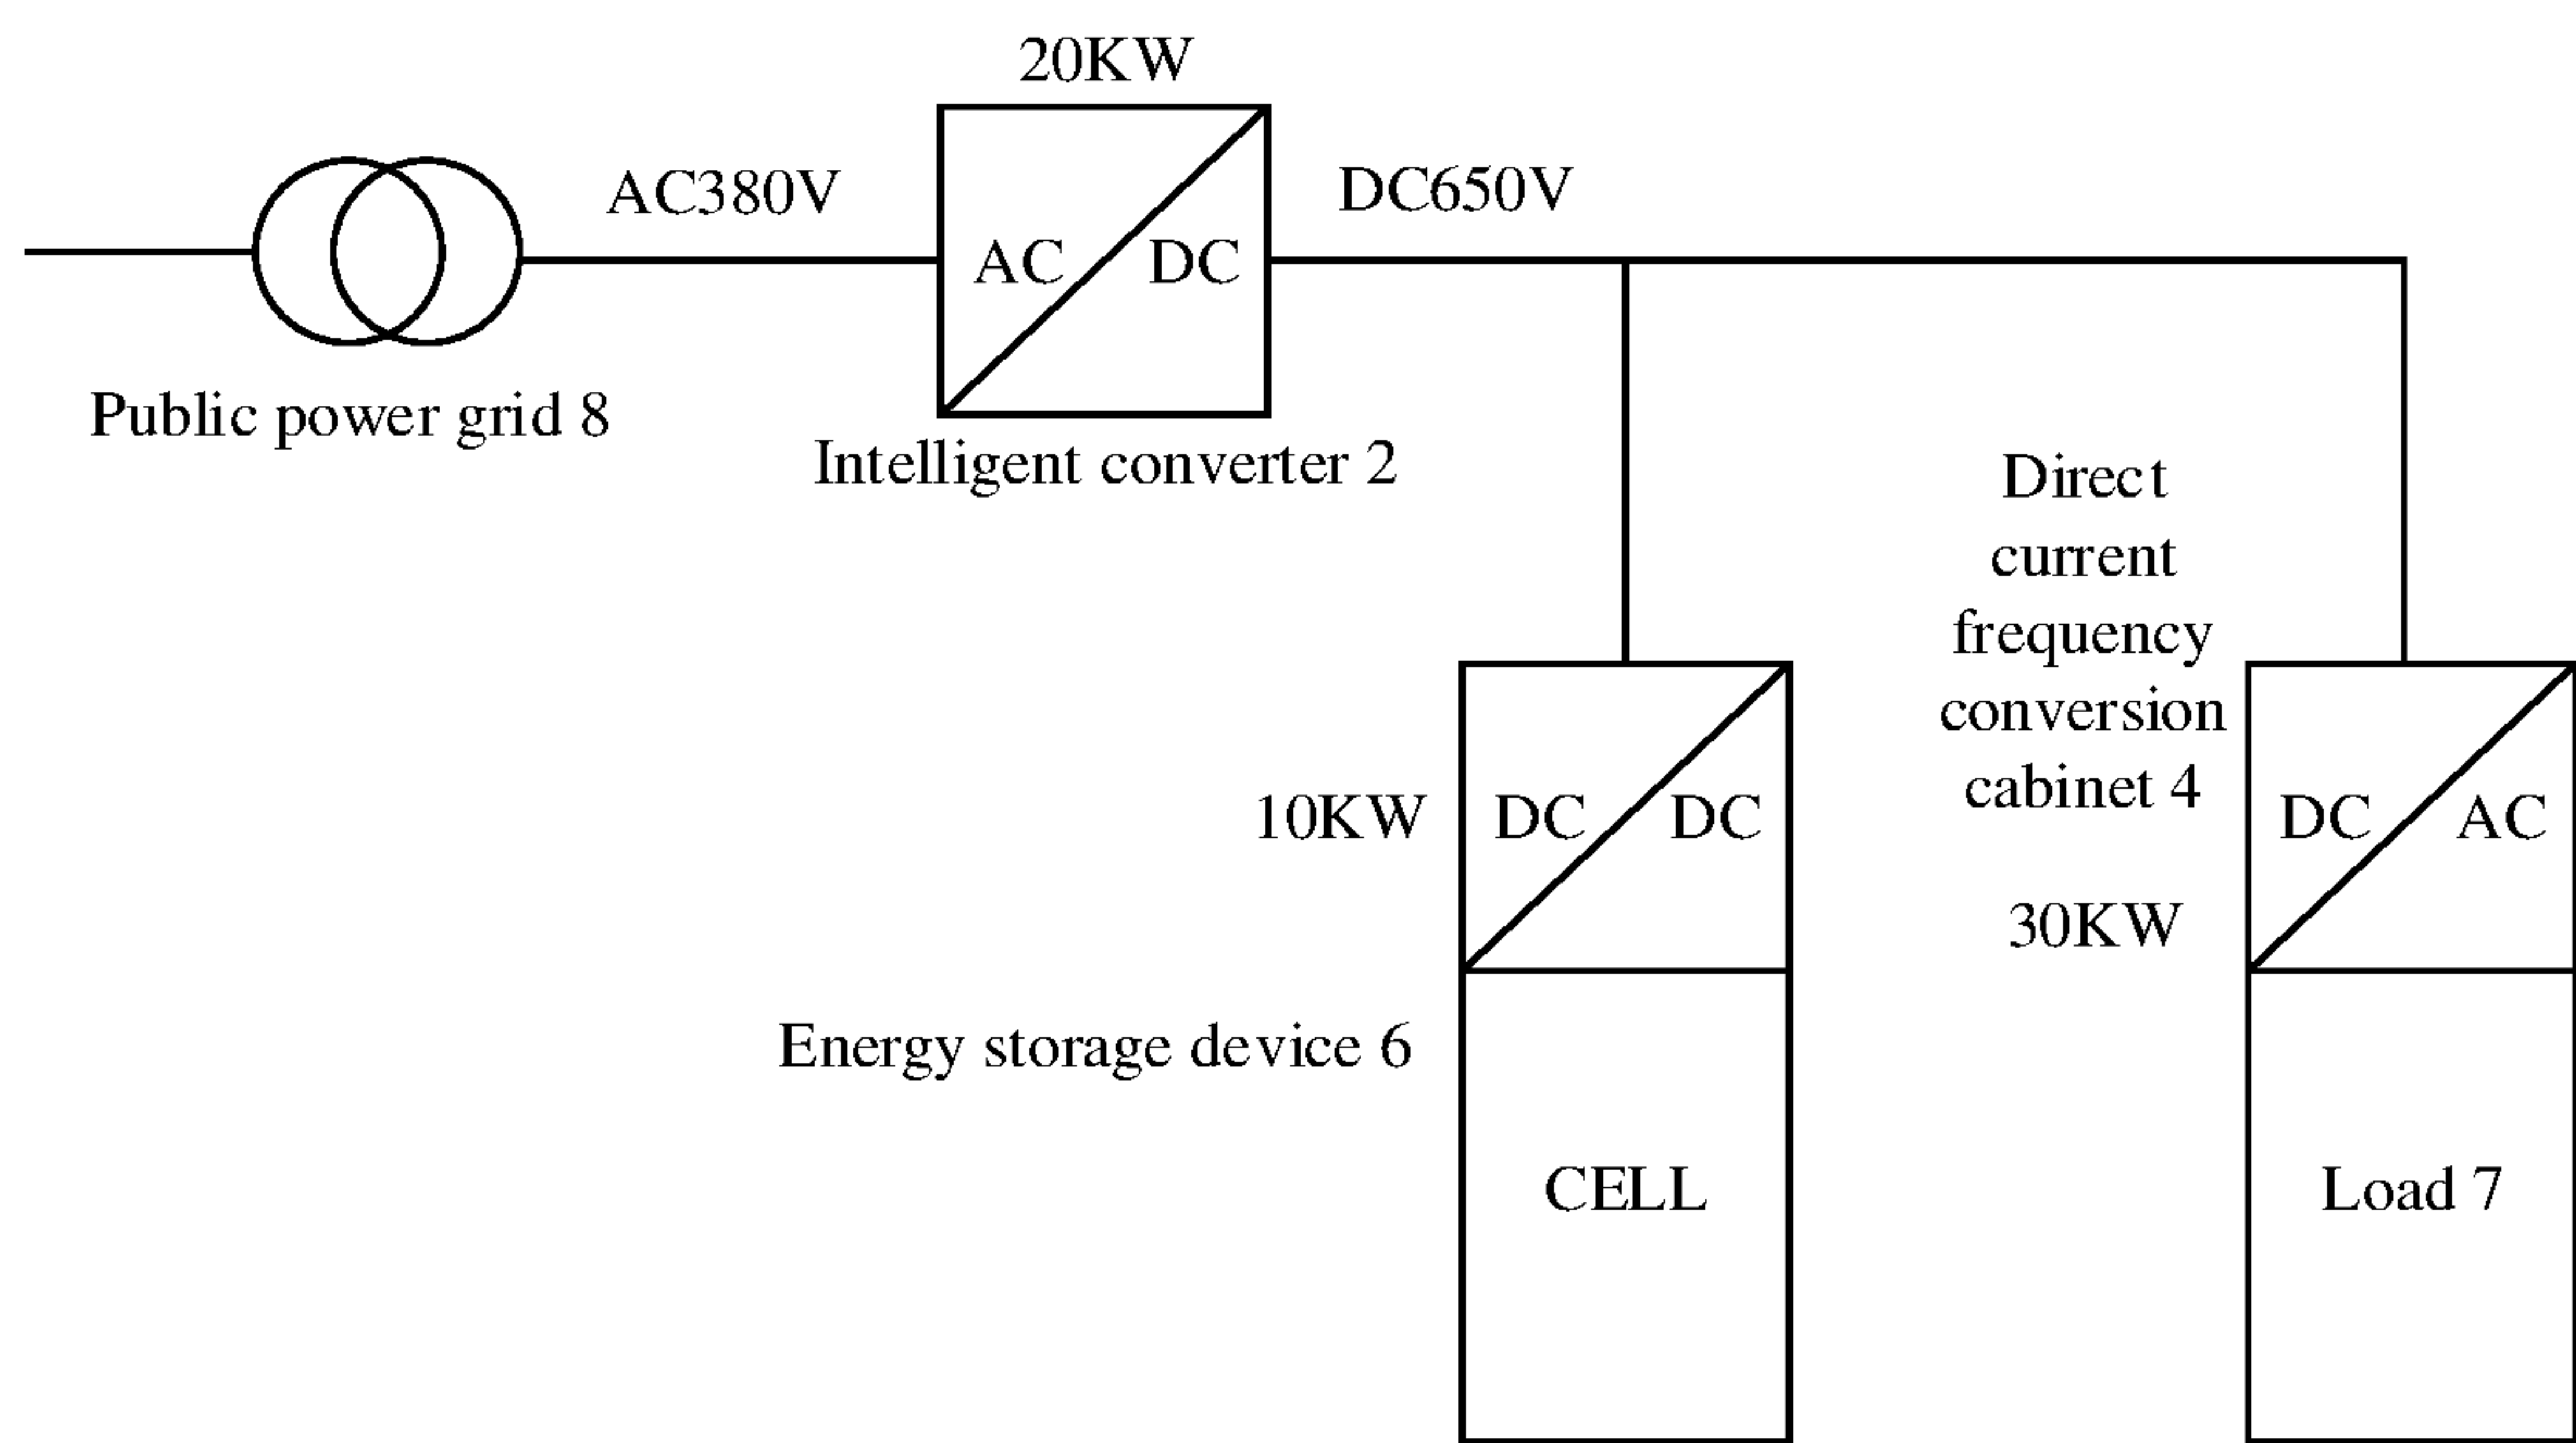 20KW
AC380V
DC650V
AC
DC
Public power grid 8
Intelligent converter 2
Direct
current
frequency
conversion
cabinet 4
10KW
DC
DC
DC
AC
30KW
Energy storage device 6
CELL
Load 7